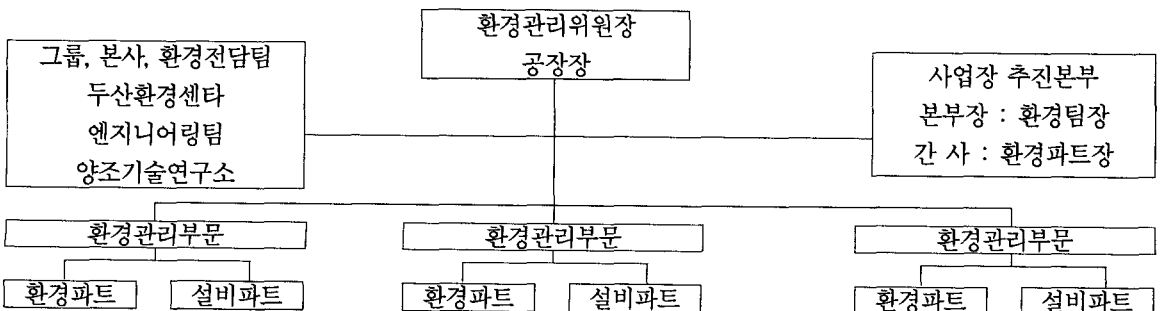 환경관리위원장
공장장
그룹, 본사, 환경전담팀
두산환경센타
엔지니어링팀
양조기술연구소
사업장 추진본부
본부장 : 환경팀장
간 사 : 환경파트장
환경관리부문
환경관리부문
환경관리부문
환경파트
설비파트
환경파트
설비파트
환경파트
설비파트